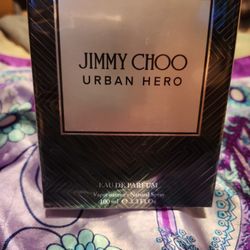 JIMMY CHOO
URBAN HERO
EAU DE PARFUM
Vaporisateur - Natural Spray
100 ml ℮ 3.3 Fl.Oz.